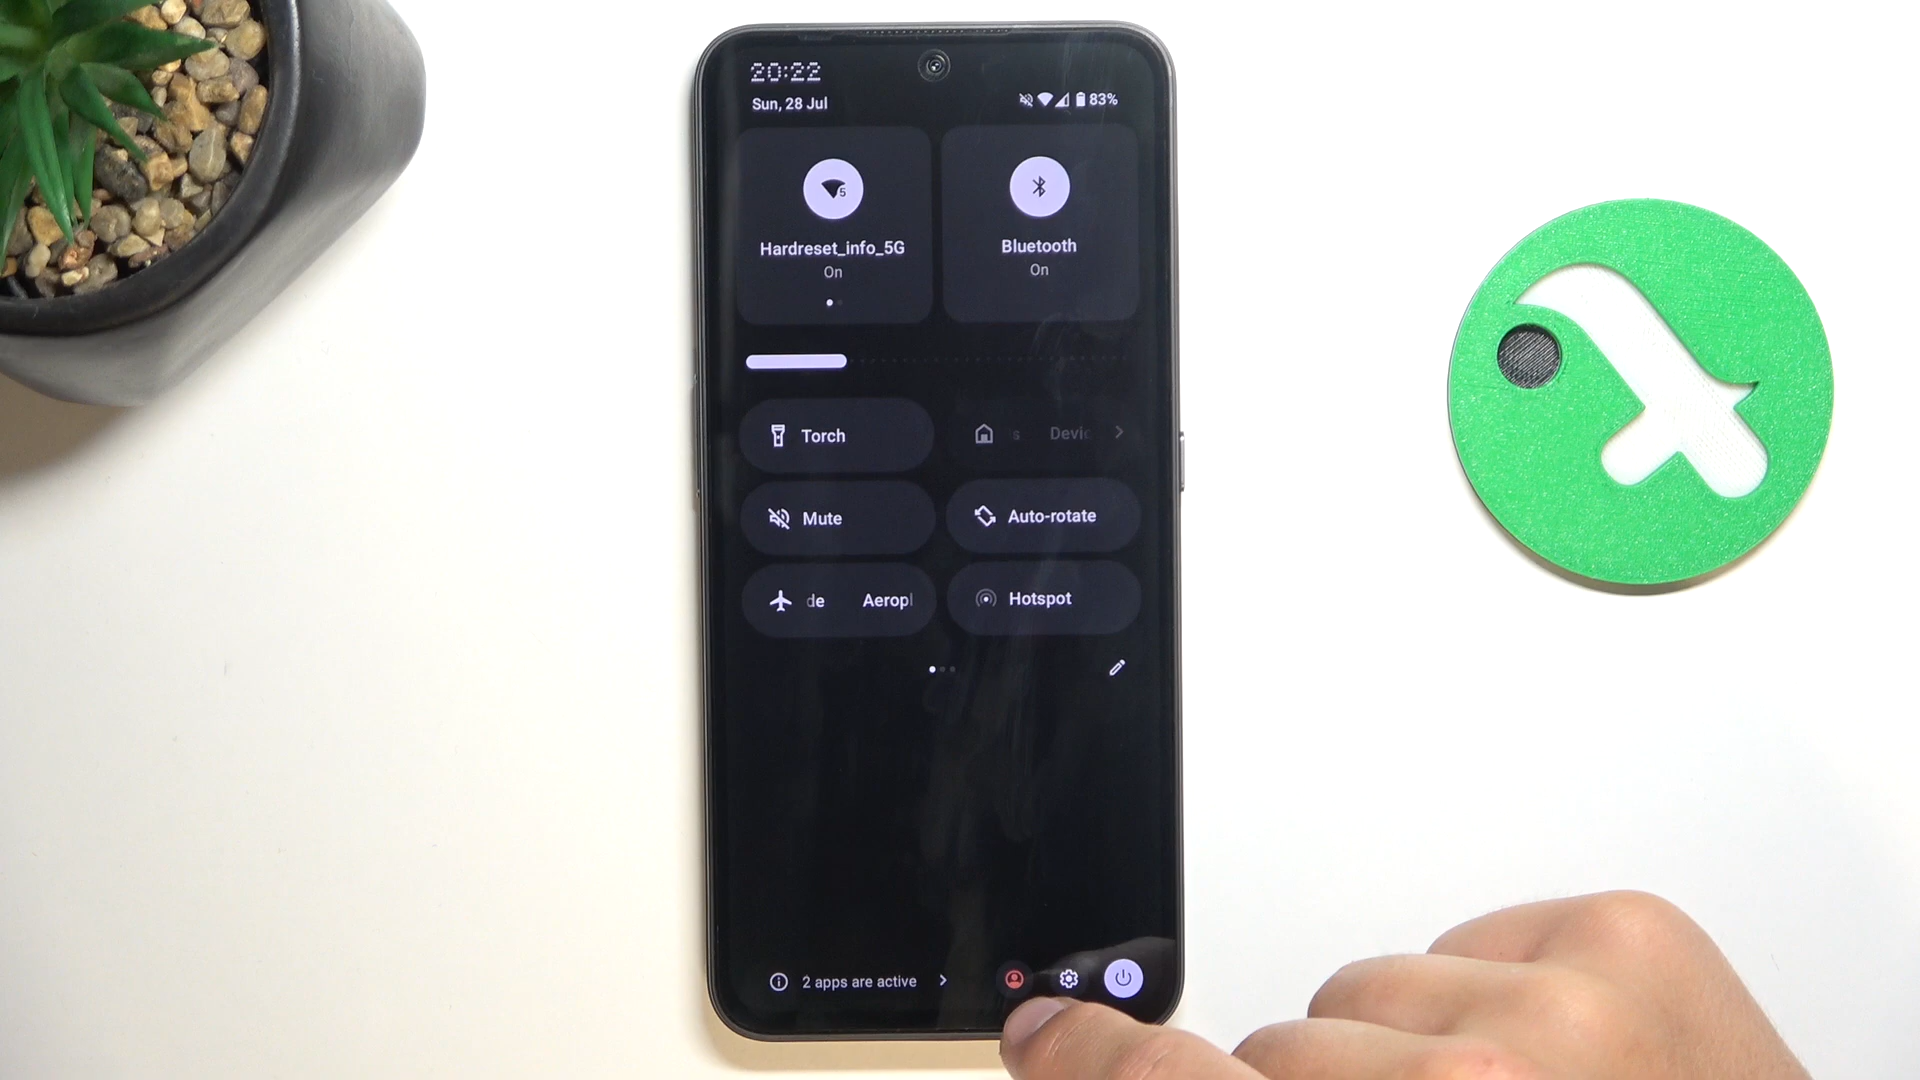 20:22
Sun, 28 Jul
83%
5
Hardreset_info_5G
On
Bluetooth
On
Torch
s Devic
Mute
Auto-rotate
de Aeropl
Hotspot
2 apps are active